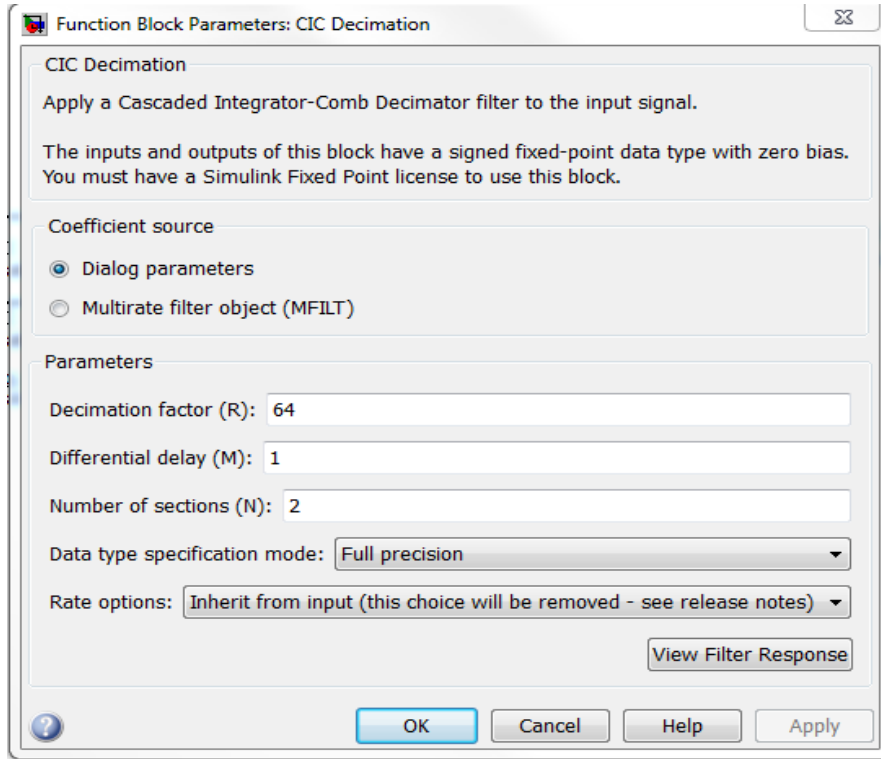 Function Block Parameters: CIC Decimation
CIC Decimation
Apply a Cascaded Integrator-Comb Decimator filter to the input signal.
The inputs and outputs of this block have a signed fixed-point data type with zero bias.
You must have a Simulink Fixed Point license to use this block.
Coefficient source
Dialog parameters
Multirate filter object (MFILT)
Parameters
Decimation factor (R): 64
Differential delay (M): 1
Number of sections (N): 2
Data type specification mode: Full precision
Rate options: Inherit from input (this choice will be removed - see release notes)
View Filter Response
? OK Cancel Help Apply